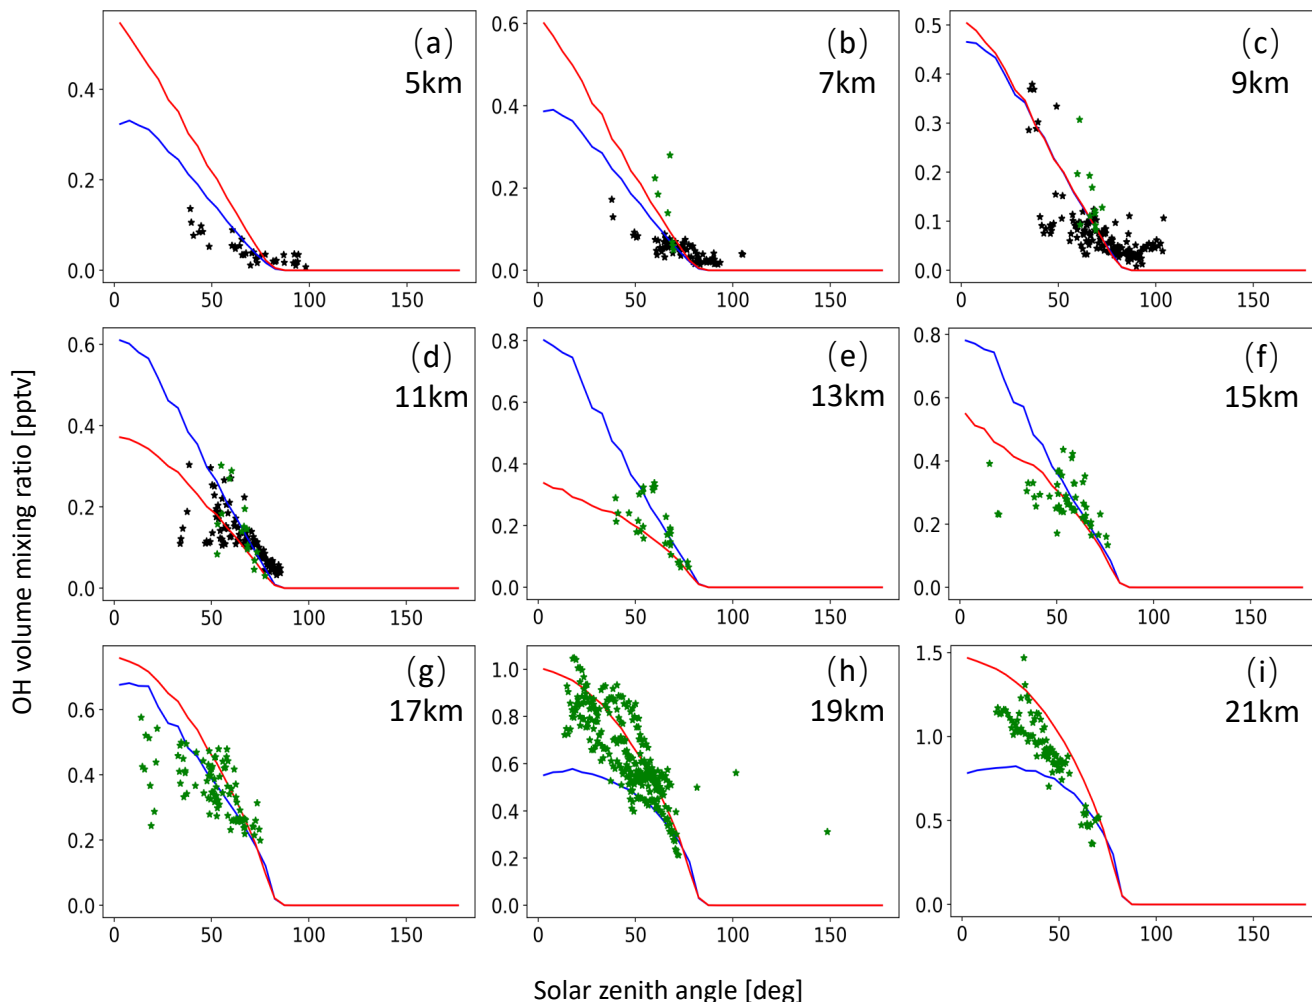 (a)
5km
0.4
0.2
0.0
0 50 100 150
(b)
7km
0.6
0.4
0.2
0.0
0 50 100 150
(c)
9km
0.5
0.4
0.3
0.2
0.1
0.0
0 50 100 150
(d)
11km
0.6
0.4
0.2
0.0
0 50 100 150
(e)
13km
0.8
0.6
0.4
0.2
0.0
0 50 100 150
(f)
15km
0.8
0.6
0.4
0.2
0.0
0 50 100 150
(g)
17km
0.6
0.4
0.2
0.0
0 50 100 150
(h)
19km
1.0
0.8
0.6
0.4
0.2
0.0
0 50 100 150
(i)
21km
1.5
1.0
0.5
0.0
0 50 100 150
OH volume mixing ratio [pptv]
Solar zenith angle [deg]